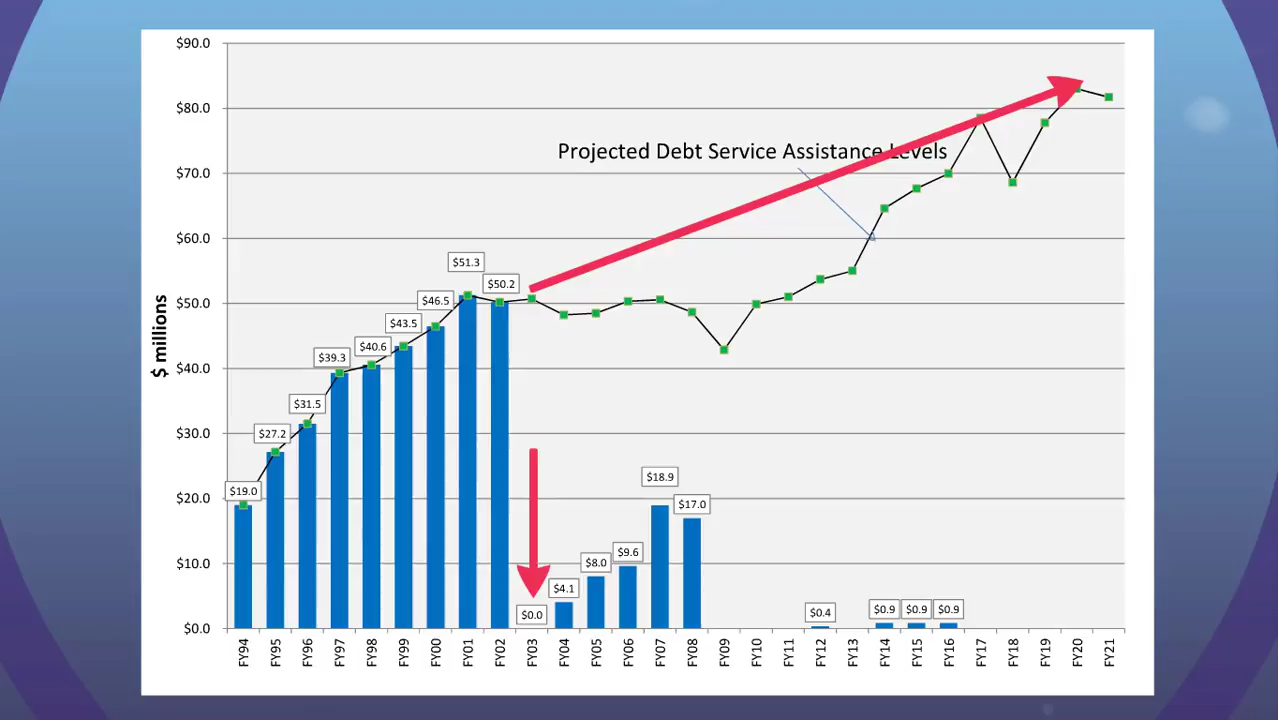 $90.0
$80.0
Projected Debt Service Assistance Levels
$70.0
$60.0
$51.3
$50.2
$50.0
$46.5
$43.5
$40.6
$39.3
$40.0
$ millions
$31.5
$30.0
$27.2
$19.0
$20.0
$18.9
$17.0
$10.0
$9.6
$8.0
$4.1
$0.0
$0.4
$0.9
$0.9
$0.9
$0.0
FY94
FY95
FY96
FY97
FY98
FY99
FY00
FY01
FY02
FY03
FY04
FY05
FY06
FY07
FY08
FY09
FY10
FY11
FY12
FY13
FY14
FY15
FY16
FY17
FY18
FY19
FY20
FY21